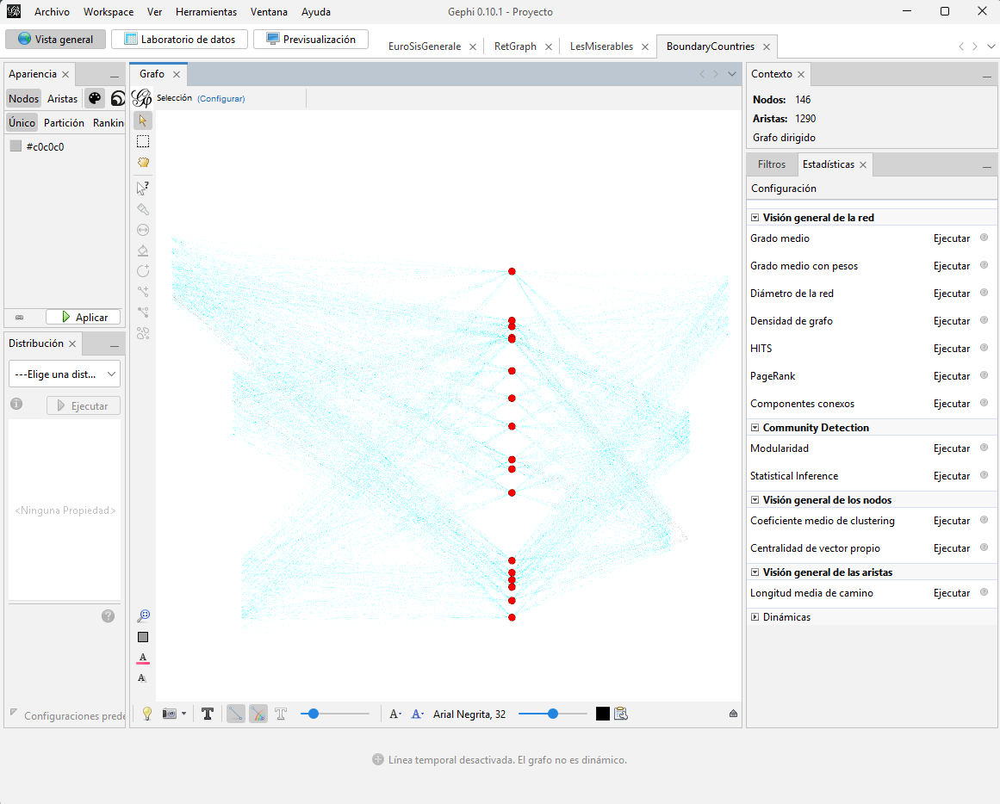 Archivo Workspace Ver Herramientas Ventana Ayuda Gephi 0.10.1 - Proyecto
Vista general Laboratorio de datos Previsualización
EuroSisGenerale RetGraph LesMiserables BoundaryCountries
Apariencia
Nodos Aristas
Único Partición Rankin
#c0c0c0
Aplicar
Distribución
---Elige una dist...
Ejecutar
<Ninguna Propiedad>
Configuraciones prede
Grafo
Selección (Configurar)
Arial Negrita, 32
Contexto
Nodos: 146
Aristas: 1290
Grafo dirigido
Filtros Estadísticas
Configuración
Visión general de la red
Grado medio Ejecutar
Grado medio con pesos Ejecutar
Diámetro de la red Ejecutar
Densidad de grafo Ejecutar
HITS Ejecutar
PageRank Ejecutar
Componentes conexos Ejecutar
Community Detection
Modularidad Ejecutar
Statistical Inference Ejecutar
Visión general de los nodos
Coeficiente medio de clustering Ejecutar
Centralidad de vector propio Ejecutar
Visión general de las aristas
Longitud media de camino Ejecutar
Dinámicas
Línea temporal desactivada. El grafo no es dinámico.